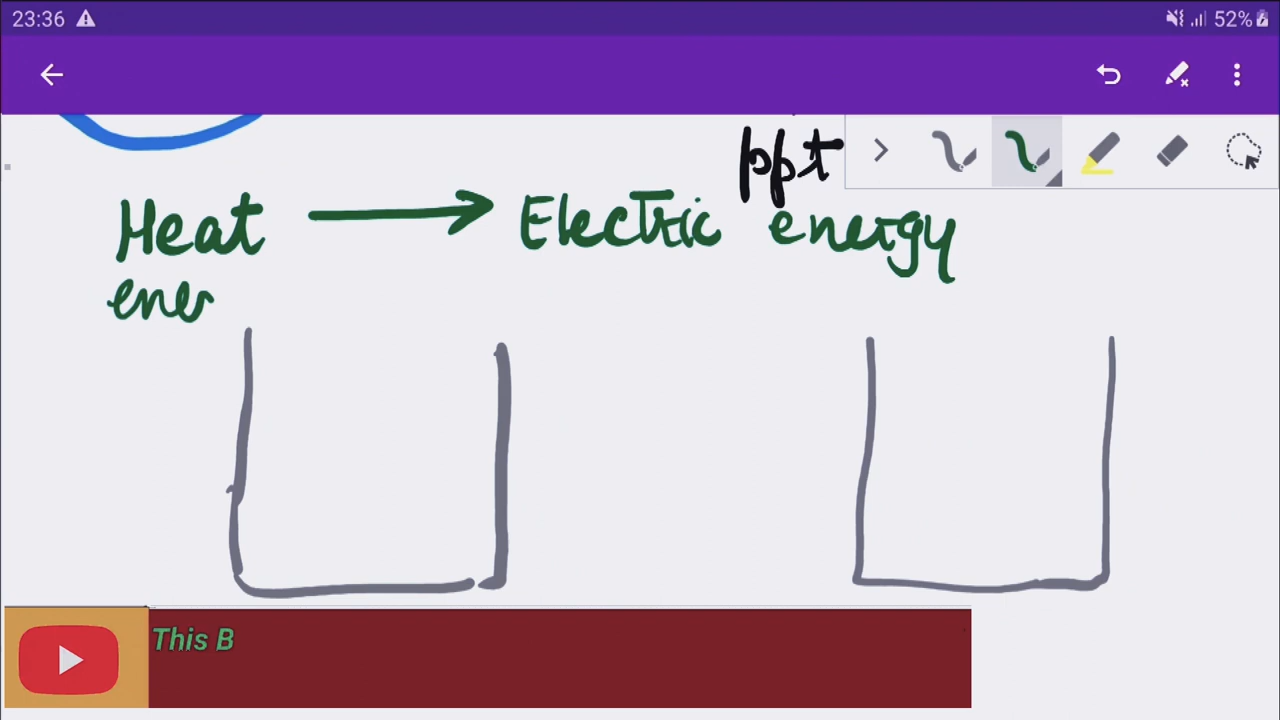 23:36 52%
ppt
Heat → Electric energy
ener
This B